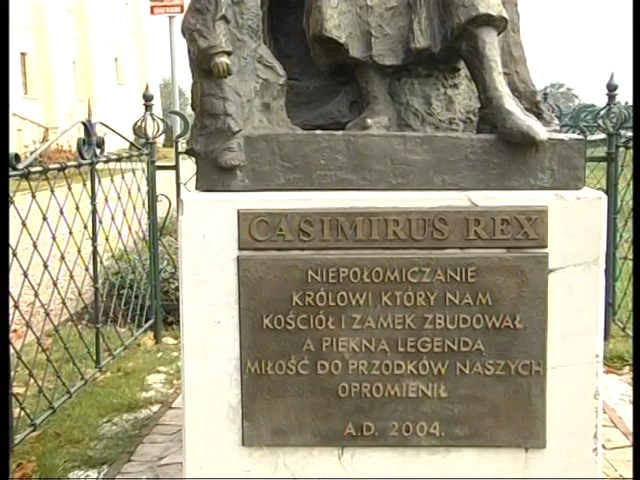 CASIMIRUS REX
NIEPOŁOMICZANIE
KRÓLOWI KTÓRY NAM
KOŚCIÓŁ I ZAMEK ZBUDOWAŁ
A PIĘKNĄ LEGENDĄ
MIŁOŚĆ DO PRZODKÓW NASZYCH
OPROMIENIŁ
A.D. 2004.